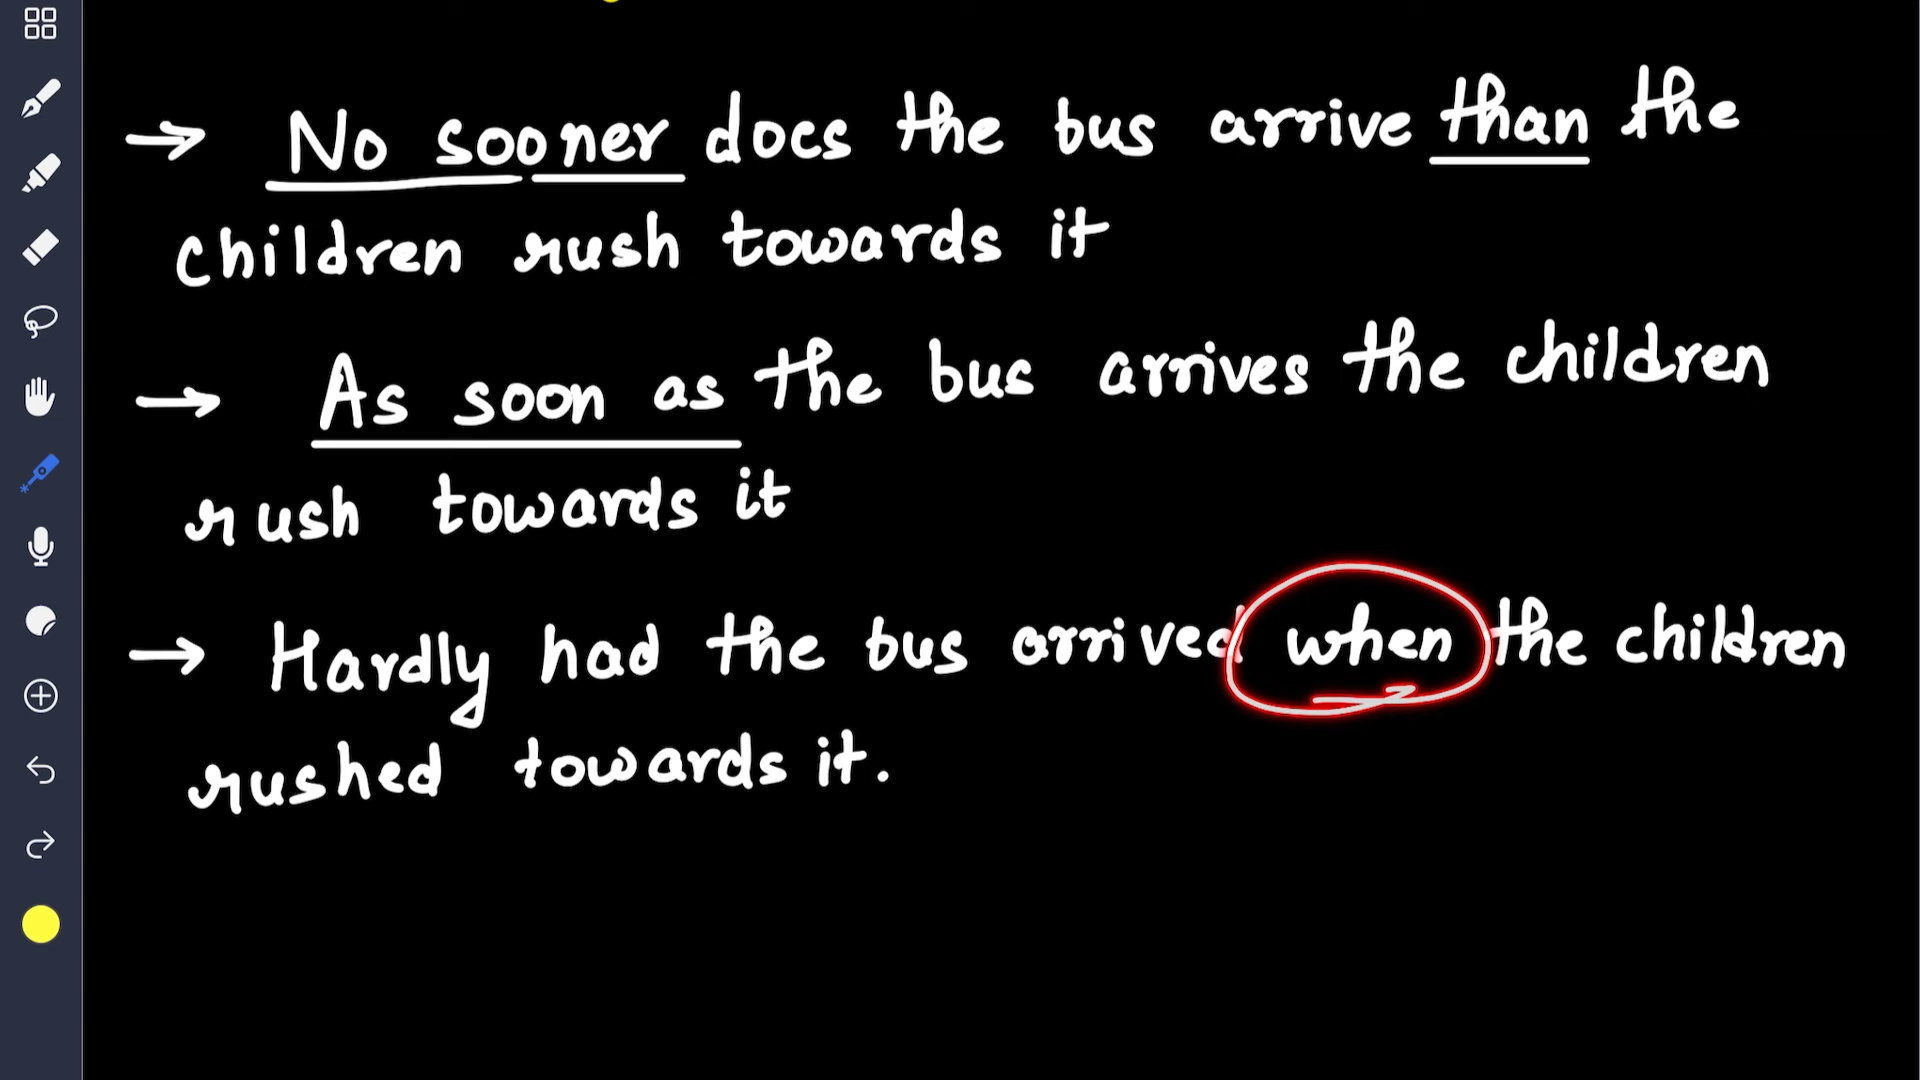 → No sooner does the bus arrive than the
children rush towards it
→ As soon as the bus arrives the children
rush towards it
→ Hardly had the bus arrived when the children
rushed towards it.